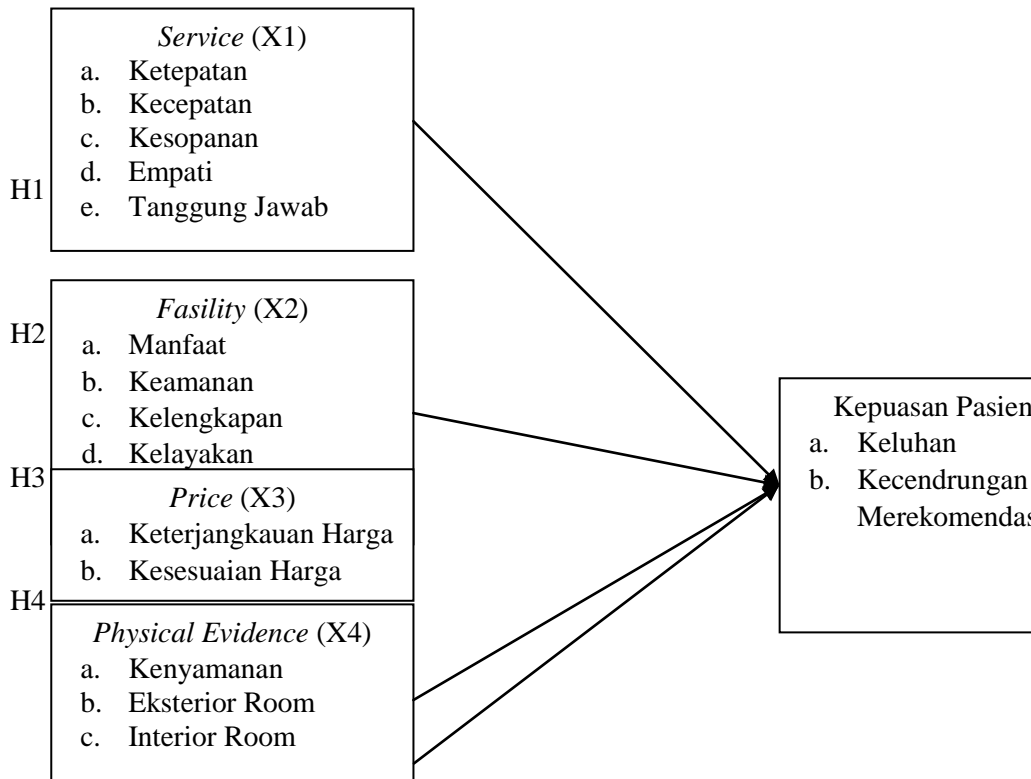 Service (X1)
a. Ketepatan
b. Kecepatan
c. Kesopanan
d. Empati
e. Tanggung Jawab
H1
Fasility (X2)
a. Manfaat
b. Keamanan
c. Kelengkapan
d. Kelayakan
H2
H3
Price (X3)
a. Keterjangkauan Harga
b. Kesesuaian Harga
H4
Physical Evidence (X4)
a. Kenyamanan
b. Eksterior Room
c. Interior Room
Kepuasan Pasien
a. Keluhan
b. Kecendrungan
Merekomendas